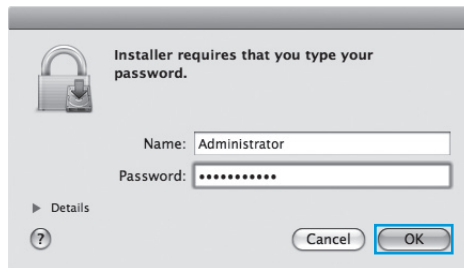 Installer requires that you type your
password.
Name: Administrator
Password: •••••••••••
Details
?
Cancel OK